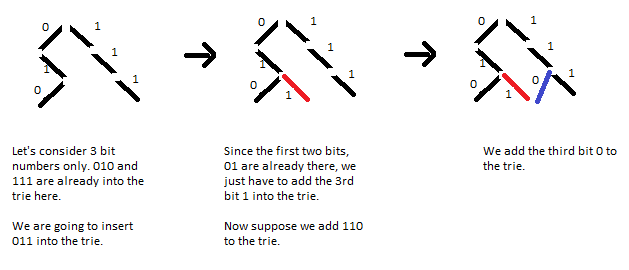 0 1
1
1
0 1
0 1
1
1
0 1
1
0 1
1
1
0 0 1
1
Let's consider 3 bit
numbers only. 010 and
111 are already into the
trie here.
We are going to insert
011 into the trie.
Since the first two bits,
01 are already there, we
just have to add the 3rd
bit 1 into the trie.
Now suppose we add 110
to the trie.
We add the third bit 0 to
the trie.